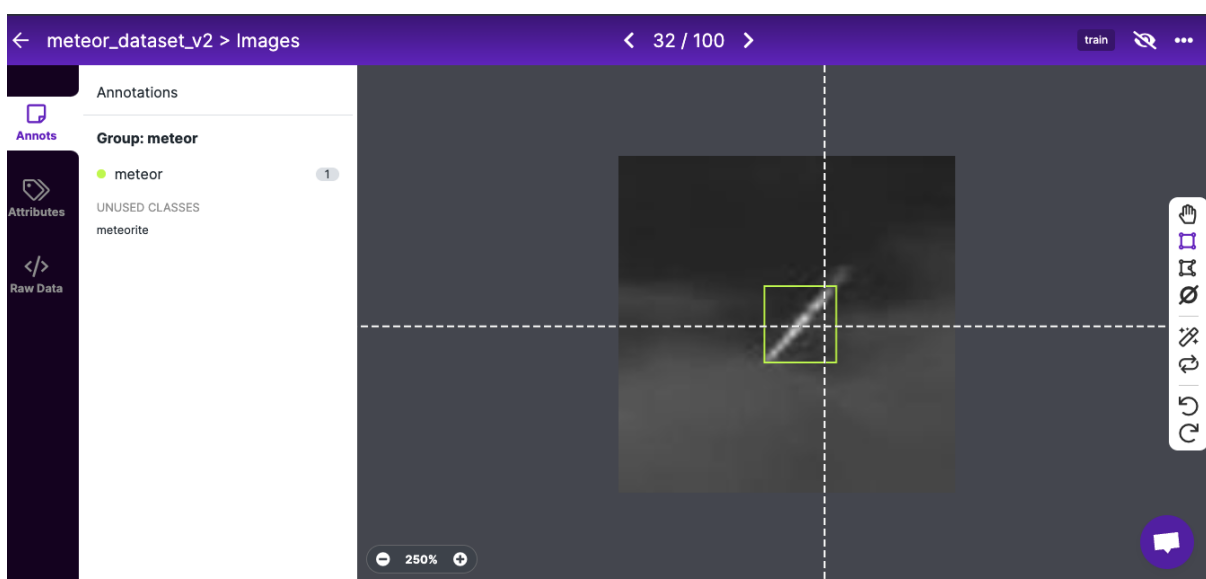 meteor_dataset_v2 > Images
32 / 100
train
Annots
Attributes
</> 
Raw Data
Annotations
Group: meteor
meteor 1
UNUSED CLASSES
meteorite
250%